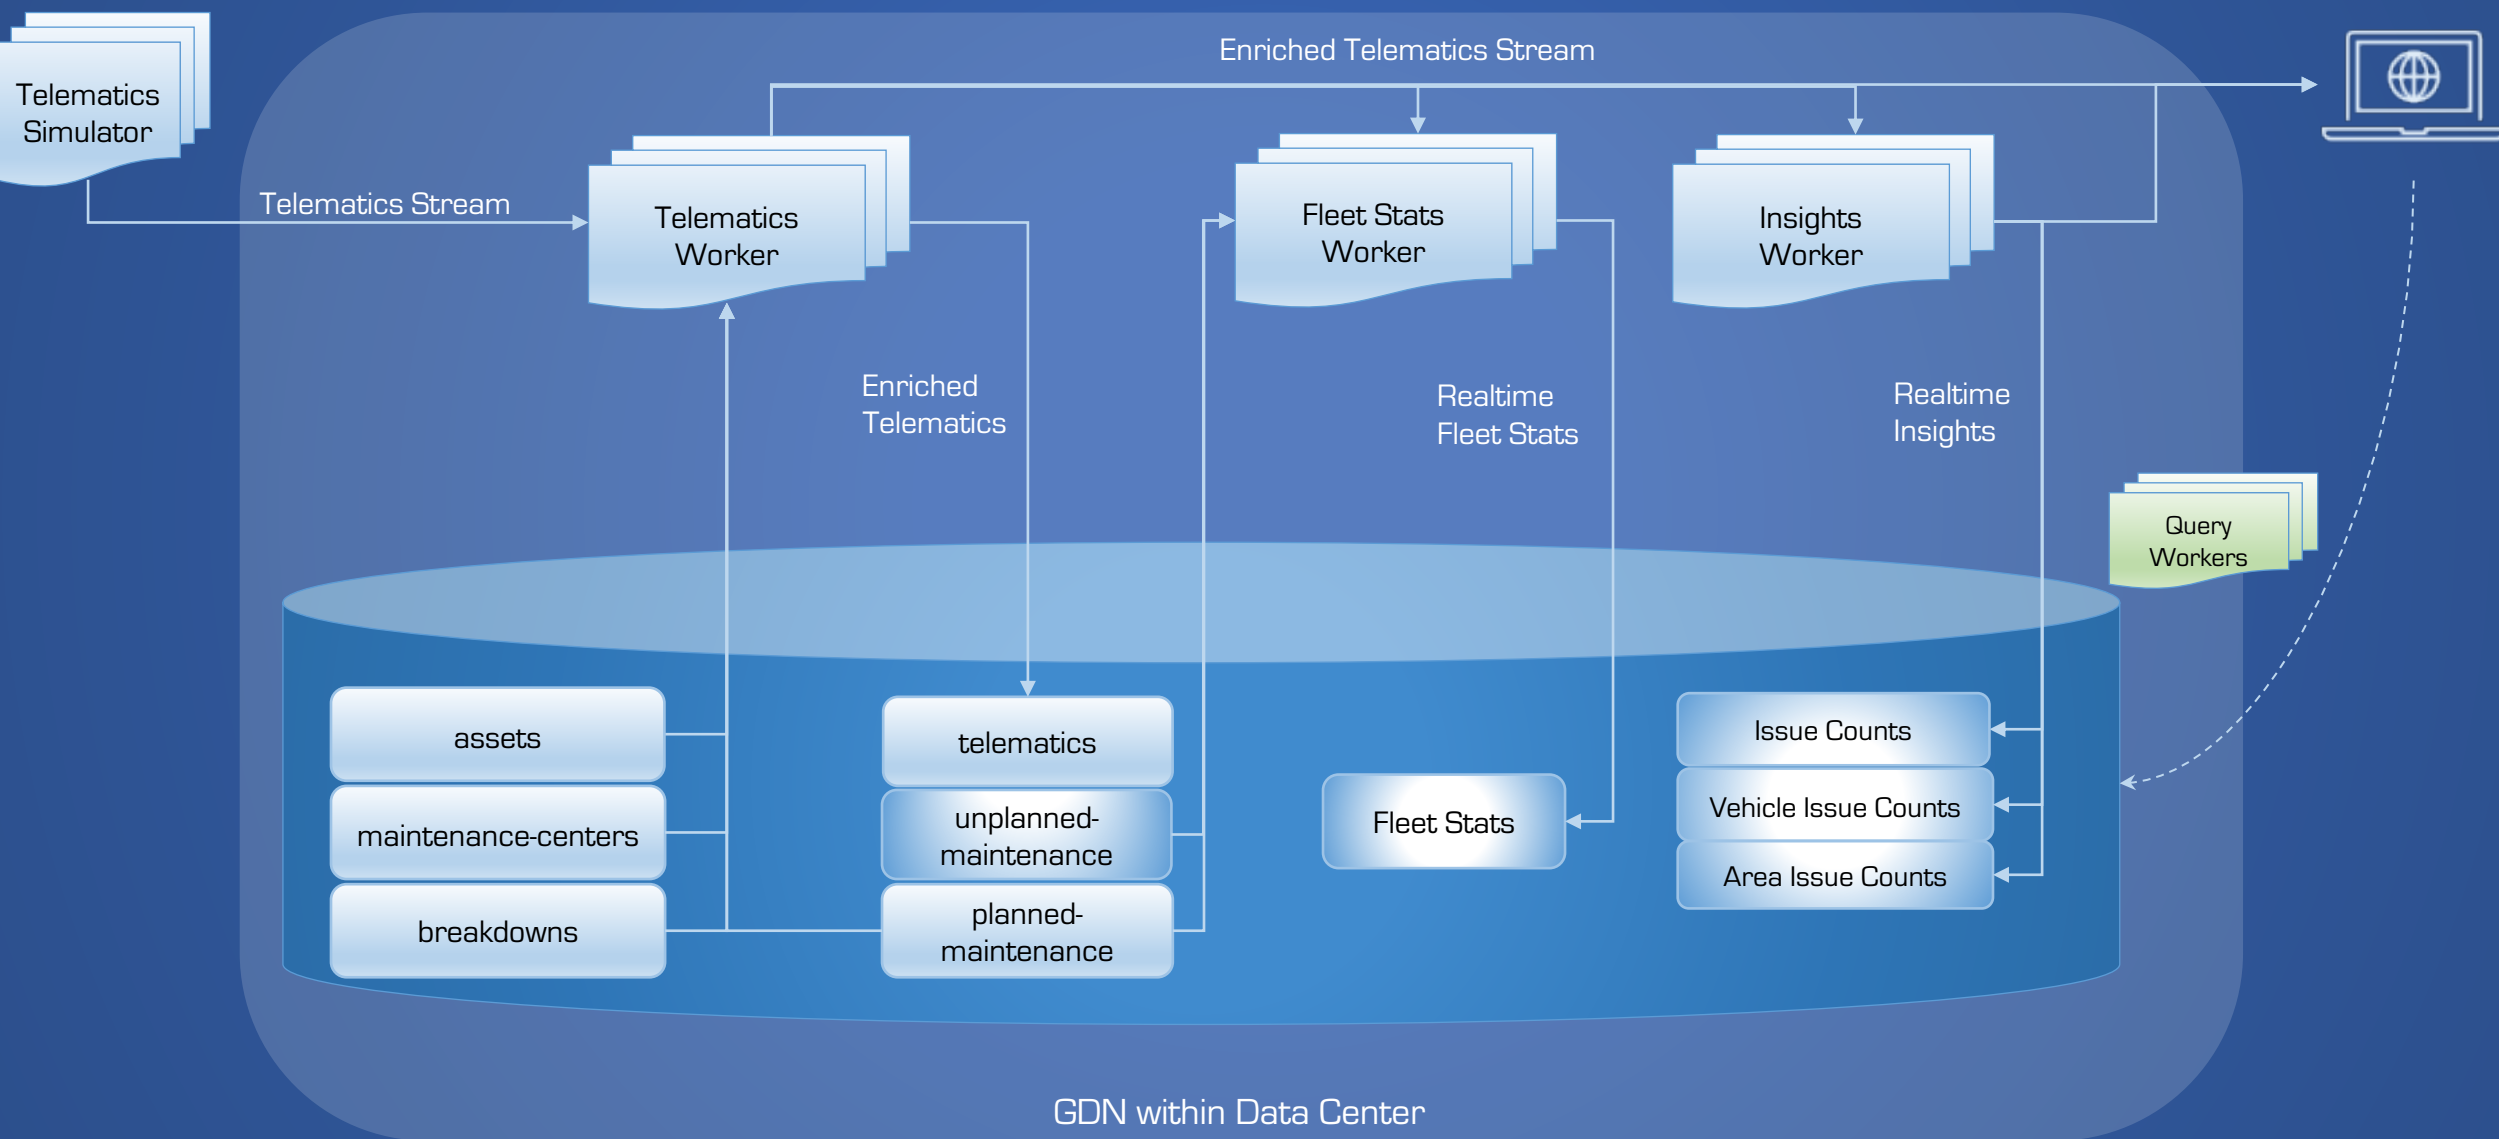 Enriched Telematics Stream
Telematics
Simulator
Telematics Stream
Telematics
Worker
Fleet Stats
Worker
Insights
Worker
Enriched
Telematics
Realtime
Fleet Stats
Realtime
Insights
Query
Workers
assets
maintenance-centers
breakdowns
telematics
unplanned-
maintenance
planned-
maintenance
Fleet Stats
Issue Counts
Vehicle Issue Counts
Area Issue Counts
GDN within Data Center